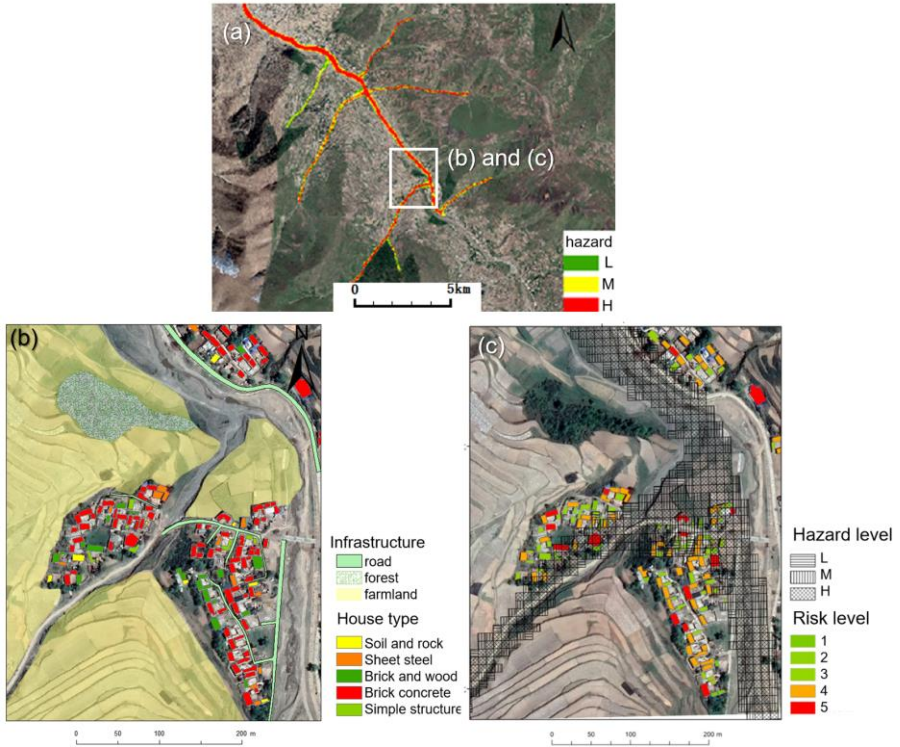 (a)
(b) and (c)
hazard
L
M
H
0 5km
(b)
N
Infrastructure
road
forest
farmland
House type
Soil and rock
Sheet steel
Brick and wood
Brick concrete
Simple structure
0 50 100 200 m
(c)
Hazard level
L
M
H
Risk level
1
2
3
4
5
0 50 100 200 m